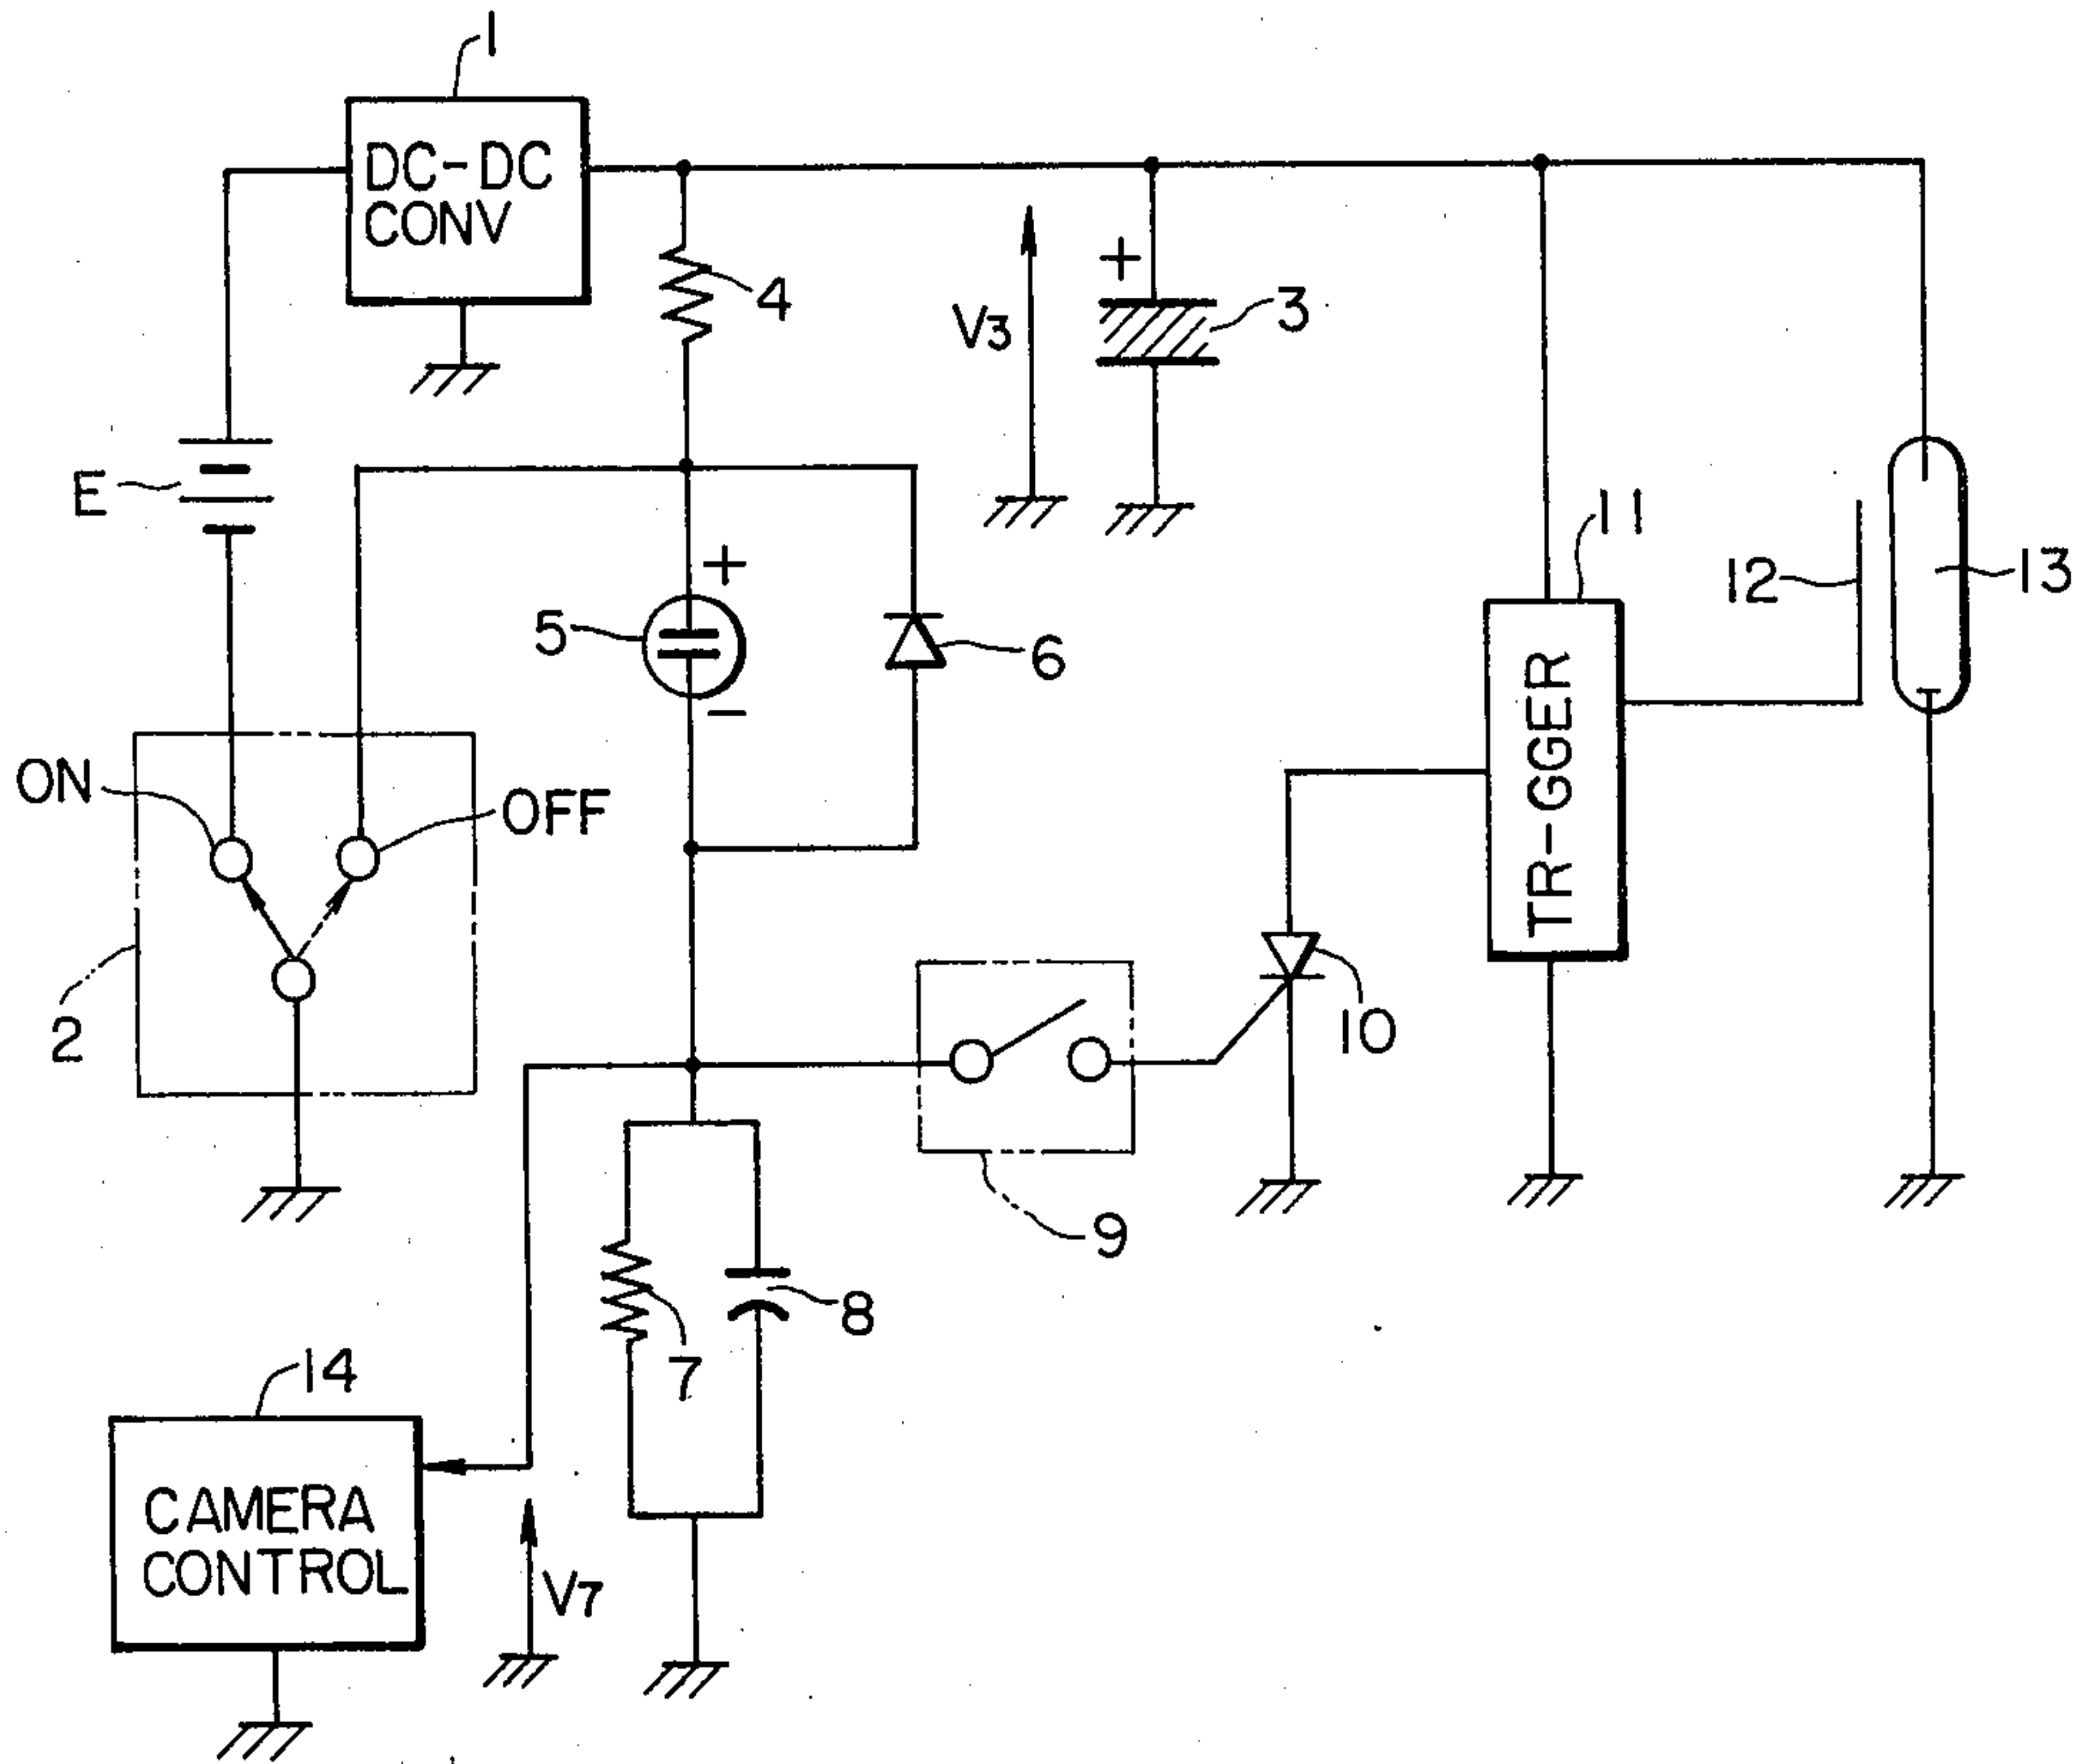 1
DC-DC
CONV
4
+
V3
3
E
+
5
6
-
11
12
13
ON
OFF
TR-GGER
2
10
9
8
7
14
CAMERA
CONTROL
V7